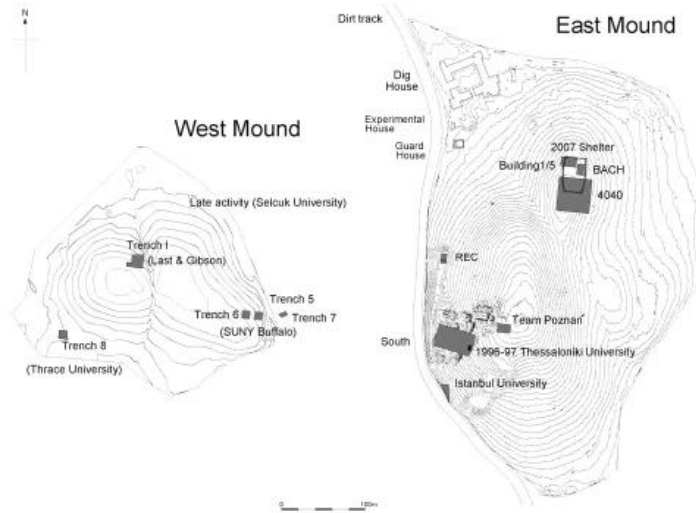 N
Dirt track
East Mound
Dig
House
Experimental
House
Guard
House
West Mound
2007 Shelter
Building1/5
BACH
4040
Late activity (Selcuk University)
Trench I
(Last & Gibson)
REC
Trench 5
Trench 6
Trench 7
(SUNY Buffalo)
Team Poznań
Trench 8
South
1996-97 Thessaloniki University
(Thrace University)
Istanbul University
0
120m